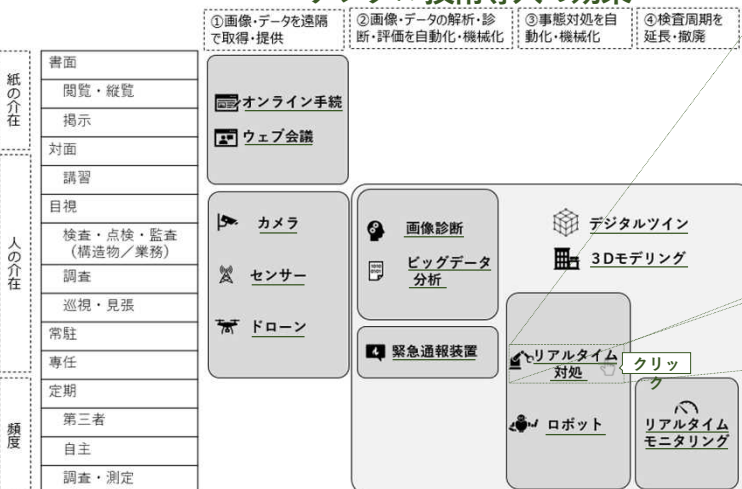 ①画像・データを遠隔
で取得・提供
②画像・データの解析・診
断・評価を自動化・機械化
③事態対処を自
動化・機械化
④検査周期を
延長・撤廃
紙の介在
書面
閲覧・縦覧
掲示
人の介在
対面
講習
目視
検査・点検・監査
(構造物/業務)
調査
巡視・見張
常駐
専任
頻度
定期
第三者
自主
調査・測定
オンライン手続
ウェブ会議
カメラ
センサー
ドローン
画像診断
ビッグデータ
分析
緊急通報装置
デジタルツイン
3Dモデリング
リアルタイム
対処
クリッ
ク
ロボット
リアルタイム
モニタリング